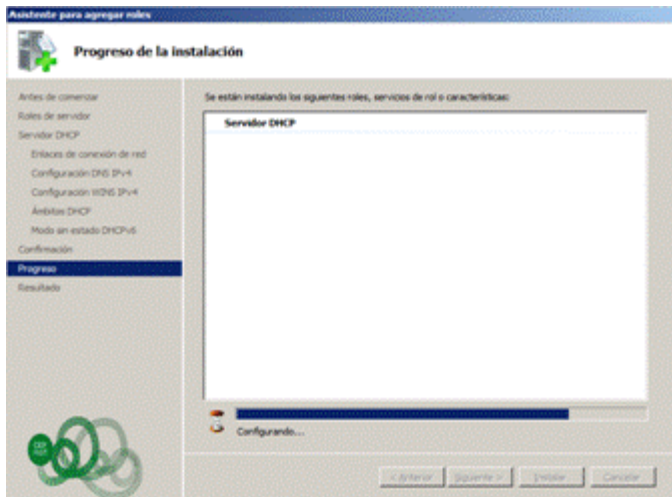 Asistente para agregar roles
Progreso de la instalación
Antes de comenzar
Roles de servidor
Servidor DHCP
Enlaces de conexión de red
Configuración DNS IPv4
Configuración WINS IPv4
Ámbitos DHCP
Modo sin estado DHCPv6
Confirmación
Progreso
Resultado
Se están instalando los siguientes roles, servicios de rol o características:
Servidor DHCP
Configurando...
< Anterior
Siguiente >
Instalar
Cancelar